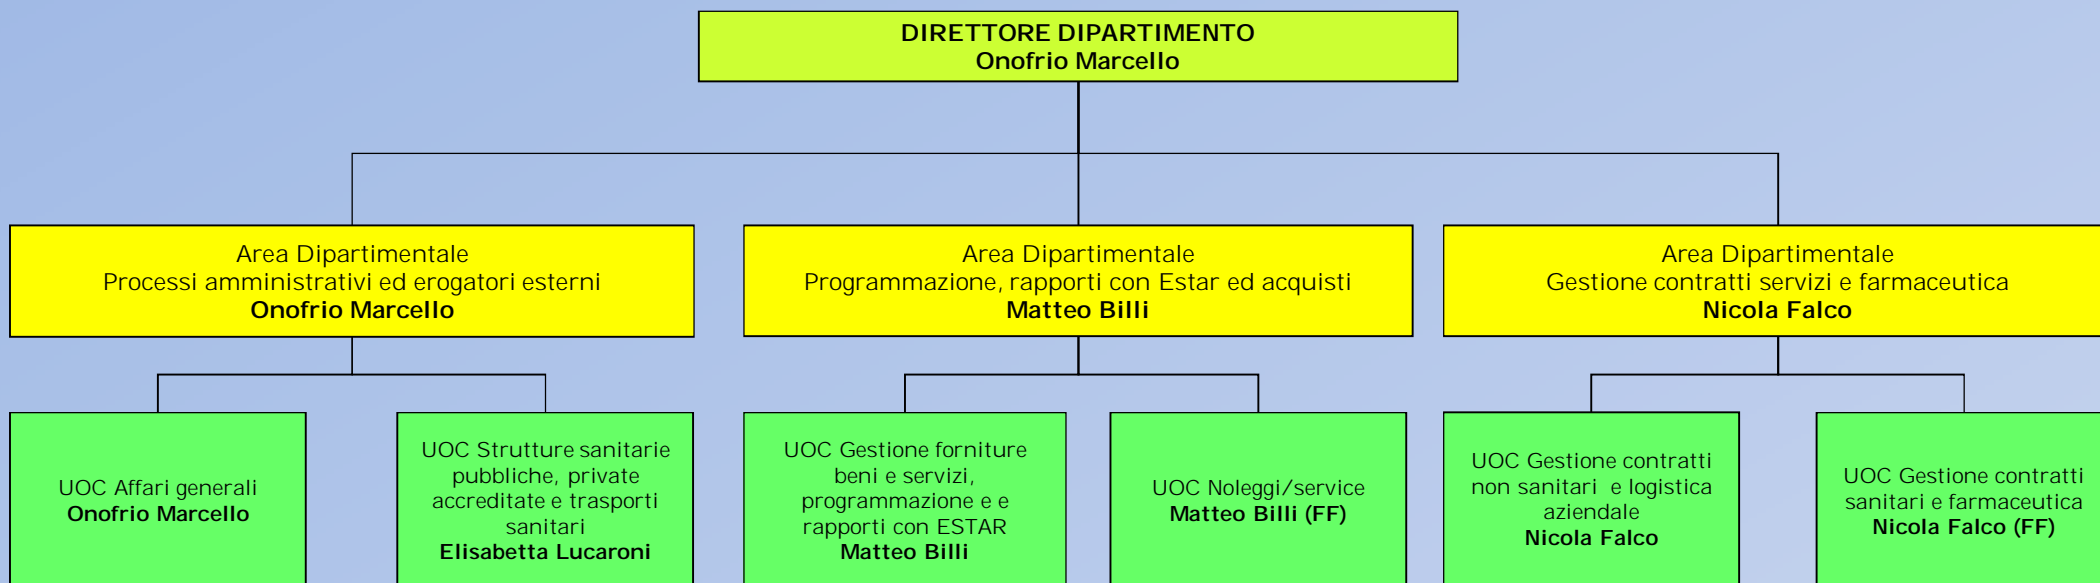 DIRETTORE DIPARTIMENTO
Onofrio Marcello
Area Dipartimentale
Processi amministrativi ed erogatori esterni
Onofrio Marcello
Area Dipartimentale
Programmazione, rapporti con Estar ed acquisti
Matteo Billi
Area Dipartimentale
Gestione contratti servizi e farmaceutica
Nicola Falco
UOC Affari generali
Onofrio Marcello
UOC Strutture sanitarie
pubbliche, private
accreditate e trasporti
sanitari
Elisabetta Lucaroni
UOC Gestione forniture
beni e servizi,
programmazione e e
rapporti con ESTAR
Matteo Billi
UOC Noleggi/service
Matteo Billi (FF)
UOC Gestione contratti
non sanitari e logistica
aziendale
Nicola Falco
UOC Gestione contratti
sanitari e farmaceutica
Nicola Falco (FF)